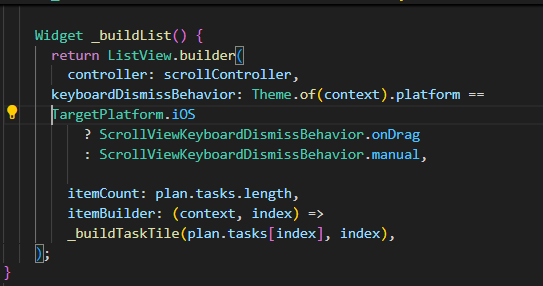 Widget _buildList() {
return ListView.builder(
controller: scrollController,
keyboardDismissBehavior: Theme.of(context).platform ==
TargetPlatform.iOS
? ScrollViewKeyboardDismissBehavior.onDrag
: ScrollViewKeyboardDismissBehavior.manual,
itemCount: plan.tasks.length,
itemBuilder: (context, index) =>
_buildTaskTile(plan.tasks[index], index),
);
}